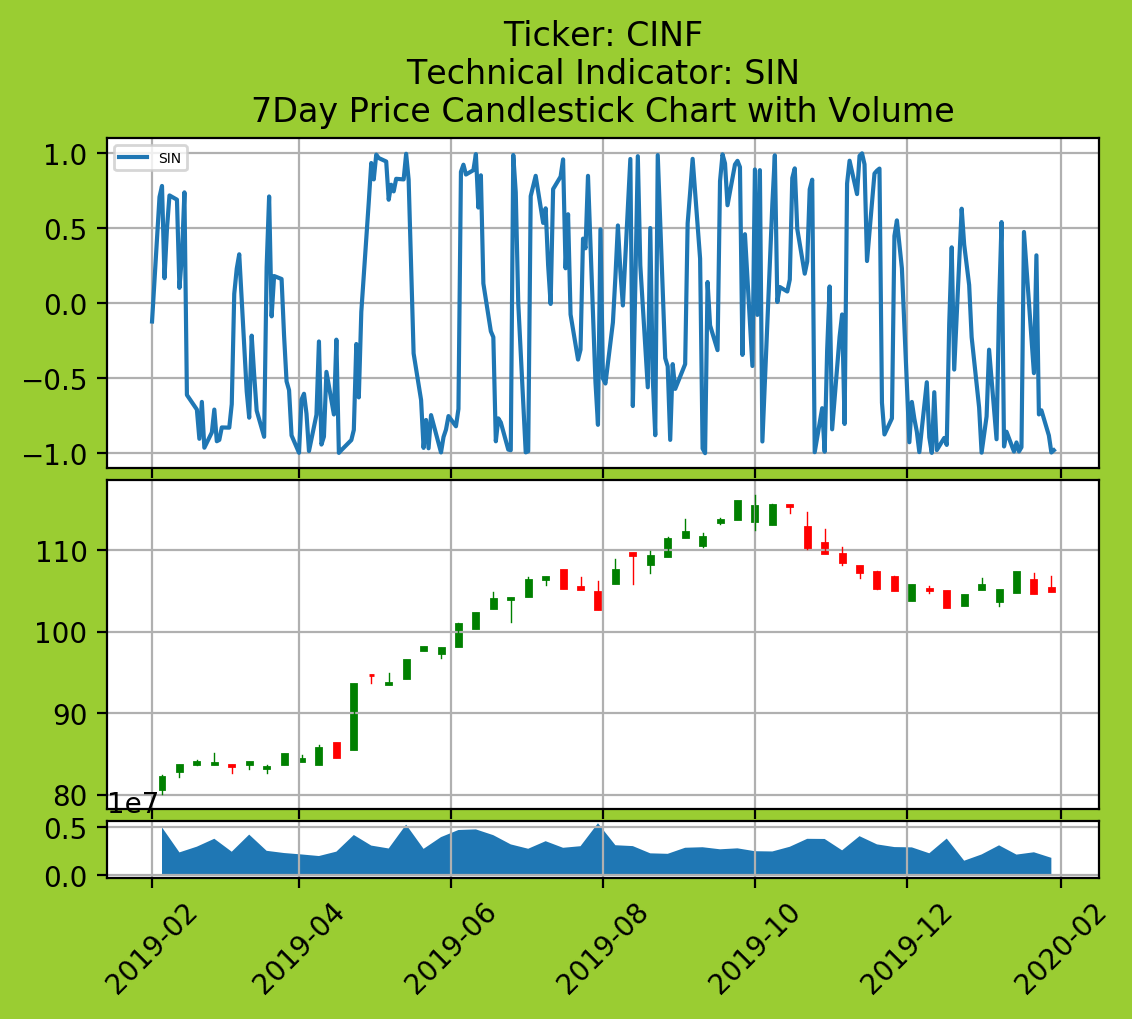 Ticker: CINF
Technical Indicator: SIN
7Day Price Candlestick Chart with Volume
SIN
1.0
0.5
0.0
−0.5
−1.0
110
100
90
80
1e7
0.5
0.0
2019-02 2019-04 2019-06 2019-08 2019-10 2019-12 2020-02